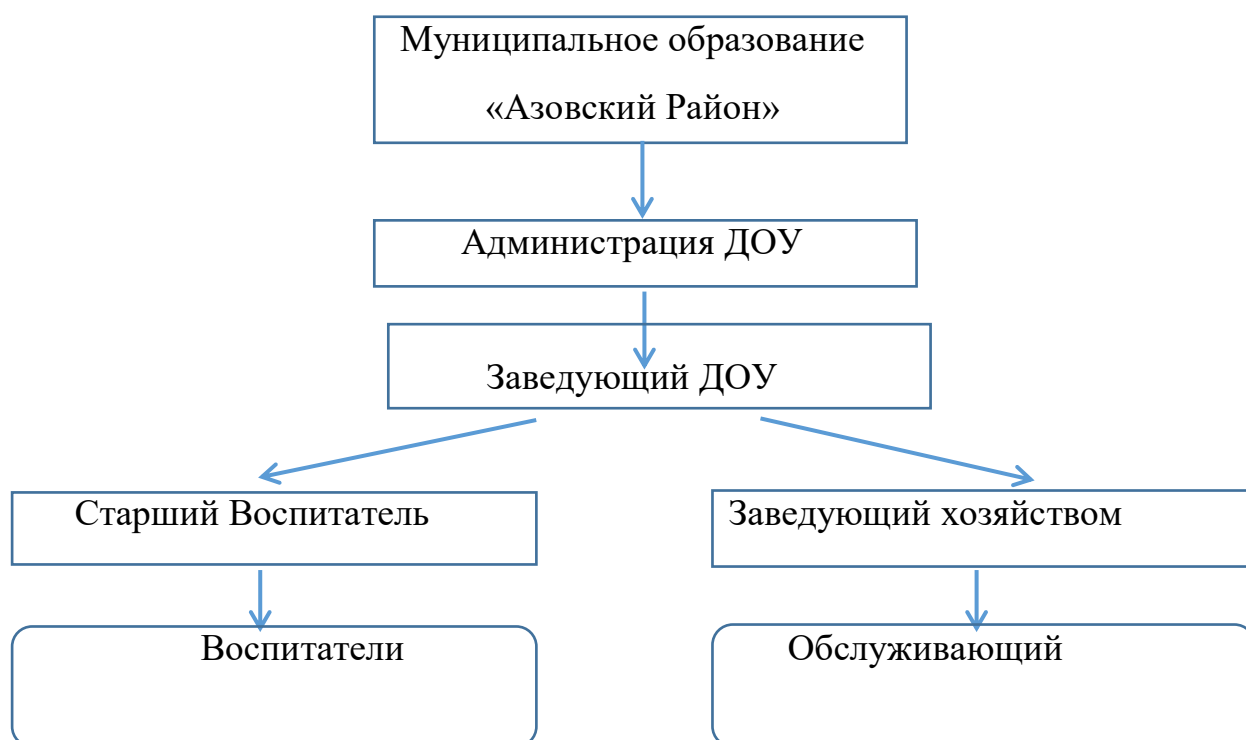 Муниципальное образование
«Азовский Район»
Администрация ДОУ
Заведующий ДОУ
Старший Воспитатель
Заведующий хозяйством
Воспитатели
Обслуживающий